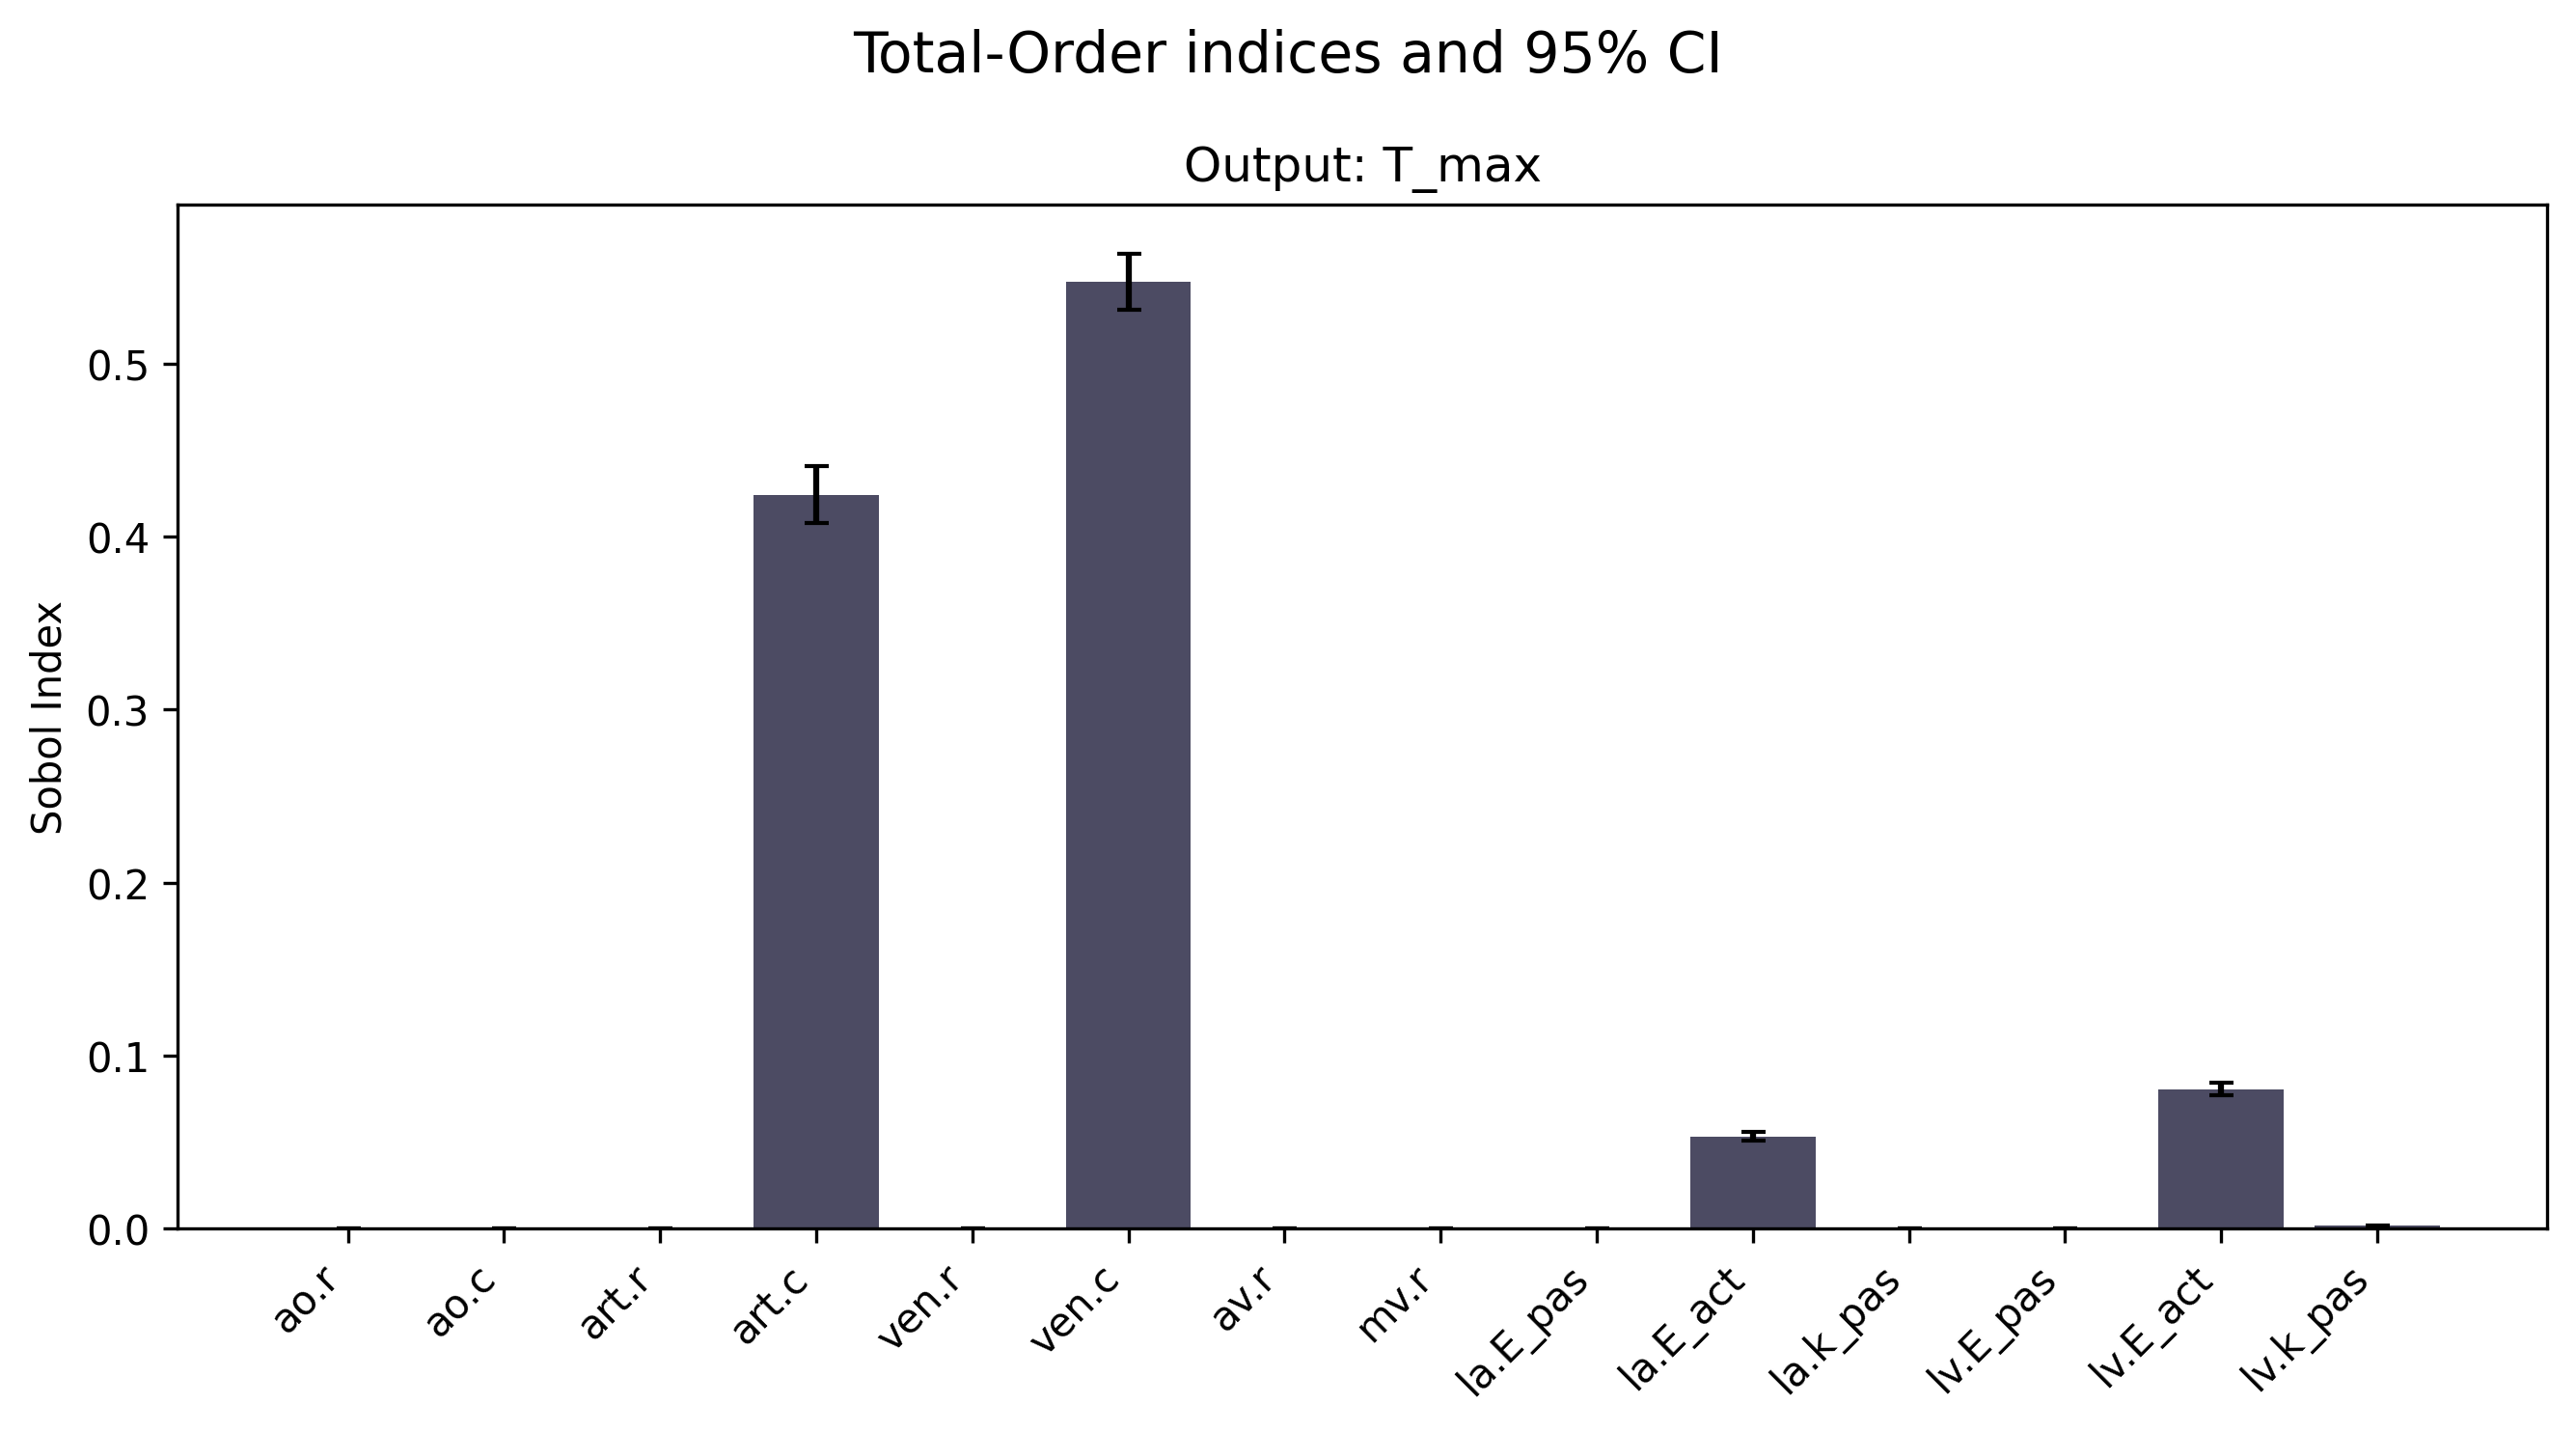 Total-Order indices and 95% CI
Output: T_max
Sobol Index
0.5
0.4
0.3
0.2
0.1
0.0
ao.r
ao.c
art.r
art.c
ven.r
ven.c
av.r
mv.r
la.E_pas
la.E_act
la.k_pas
lv.E_pas
lv.E_act
lv.k_pas